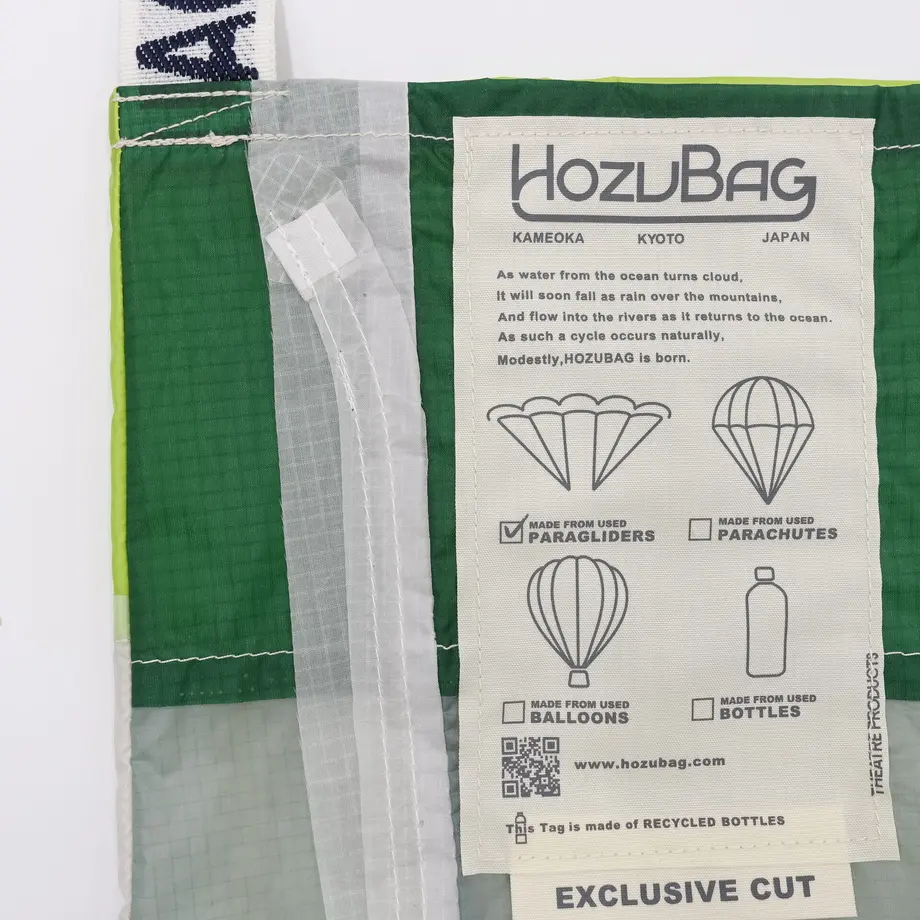 HOZUBAG
KAMEOKA KYOTO JAPAN
As water from the ocean turns cloud,
It will soon fall as rain over the mountains,
And flow into the rivers as it returns to the ocean.
As such a cycle occurs naturally,
Modestly,HOZUBAG is born.
MADE FROM USED
PARAGLIDERS
MADE FROM USED
PARACHUTES
MADE FROM USED
BALLOONS
MADE FROM USED
BOTTLES
THEATRE PRODUCTS
www.hozubag.com
This Tag is made of RECYCLED BOTTLES
EXCLUSIVE CUT